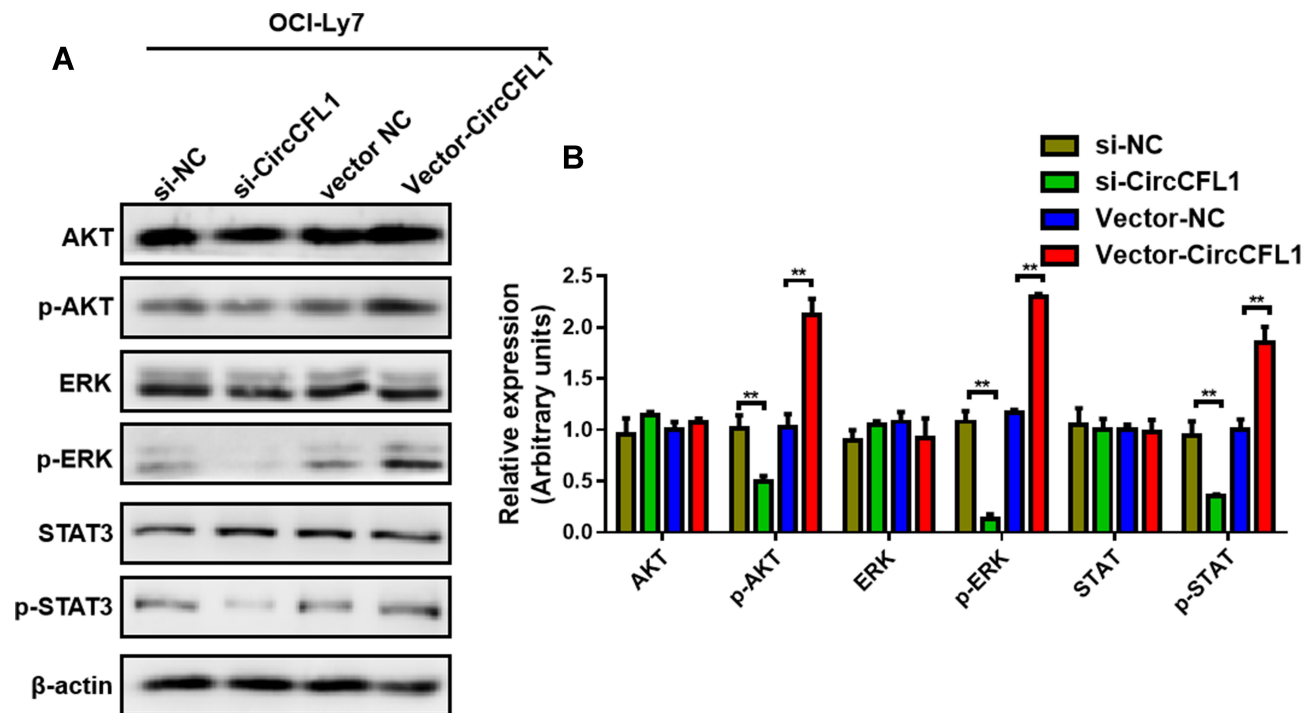 OCI-Ly7
A
si-NC
si-CircCFL1
vector NC
Vector-CircCFL1
AKT
p-AKT
ERK
p-ERK
STAT3
p-STAT3
β-actin
B
si-NC
si-CircCFL1
Vector-NC
Vector-CircCFL1
Relative expression
(Arbitrary units)
2.5
2.0
1.5
1.0
0.5
0.0
**
**
**
**
**
**
AKT
p-AKT
ERK
p-ERK
STAT
p-STAT